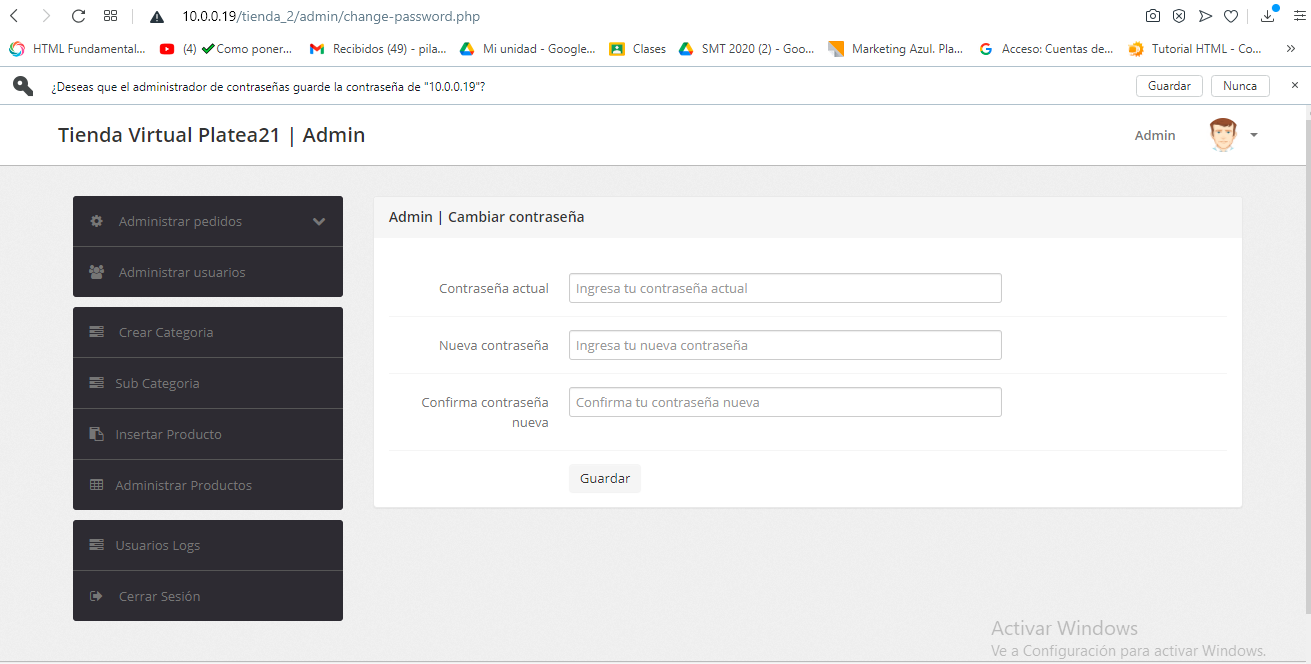 10.0.0.19/tienda_2/admin/change-password.php
HTML Fundamental... (4) Como poner... Recibidos (49) - pila... Mi unidad - Google... Clases SMT 2020 (2) - Goo... Marketing Azul. Pla... Acceso: Cuentas de... Tutorial HTML - Co... »
¿Deseas que el administrador de contraseñas guarde la contraseña de "10.0.0.19"? Guardar Nunca
Tienda Virtual Platea21 | Admin
Admin
Administrar pedidos
Administrar usuarios
Crear Categoria
Sub Categoria
Insertar Producto
Administrar Productos
Usuarios Logs
Cerrar Sesión
Admin | Cambiar contraseña
Contraseña actual Ingresa tu contraseña actual
Nueva contraseña Ingresa tu nueva contraseña
Confirma contraseña Confirma tu contraseña nueva
nueva
Guardar
Activar Windows
Ve a Configuración para activar Windows.